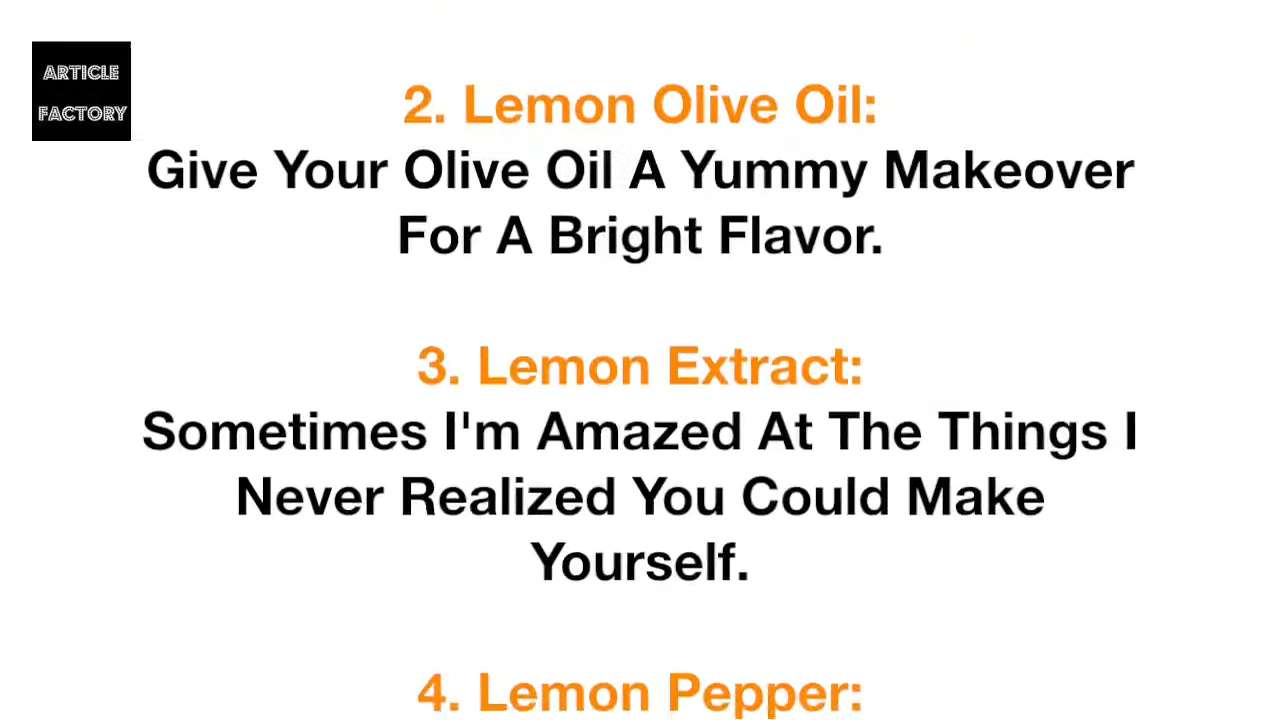 ARTICLE
FACTORY
2. Lemon Olive Oil:
Give Your Olive Oil A Yummy Makeover
For A Bright Flavor.
3. Lemon Extract:
Sometimes I'm Amazed At The Things I
Never Realized You Could Make
Yourself.
4. Lemon Pepper: